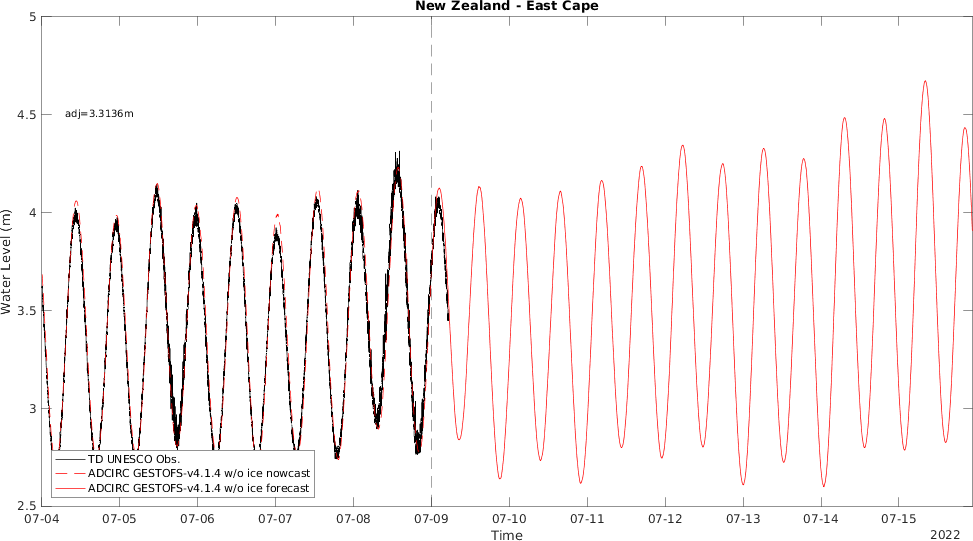 New Zealand - East Cape
5
4.5
4
3.5
3
2.5
Water Level (m)
adj=3.3136m
TD UNESCO Obs.
ADCIRC GESTOFS-v4.1.4 w/o ice nowcast
ADCIRC GESTOFS-v4.1.4 w/o ice forecast
07-04 07-05 07-06 07-07 07-08 07-09 07-10 07-11 07-12 07-13 07-14 07-15
Time
2022